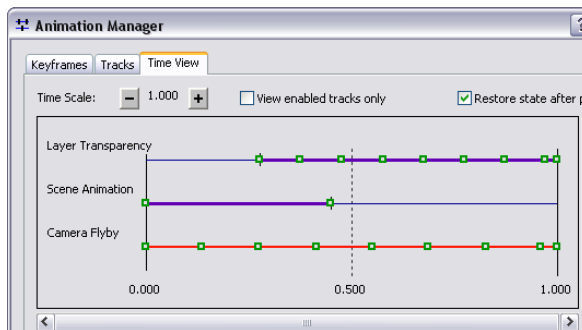 Animation Manager
Keyframes Tracks Time View
Time Scale: 1.000 View enabled tracks only Restore state after
Layer Transparency
Scene Animation
Camera Flyby
0.000 0.500 1.000